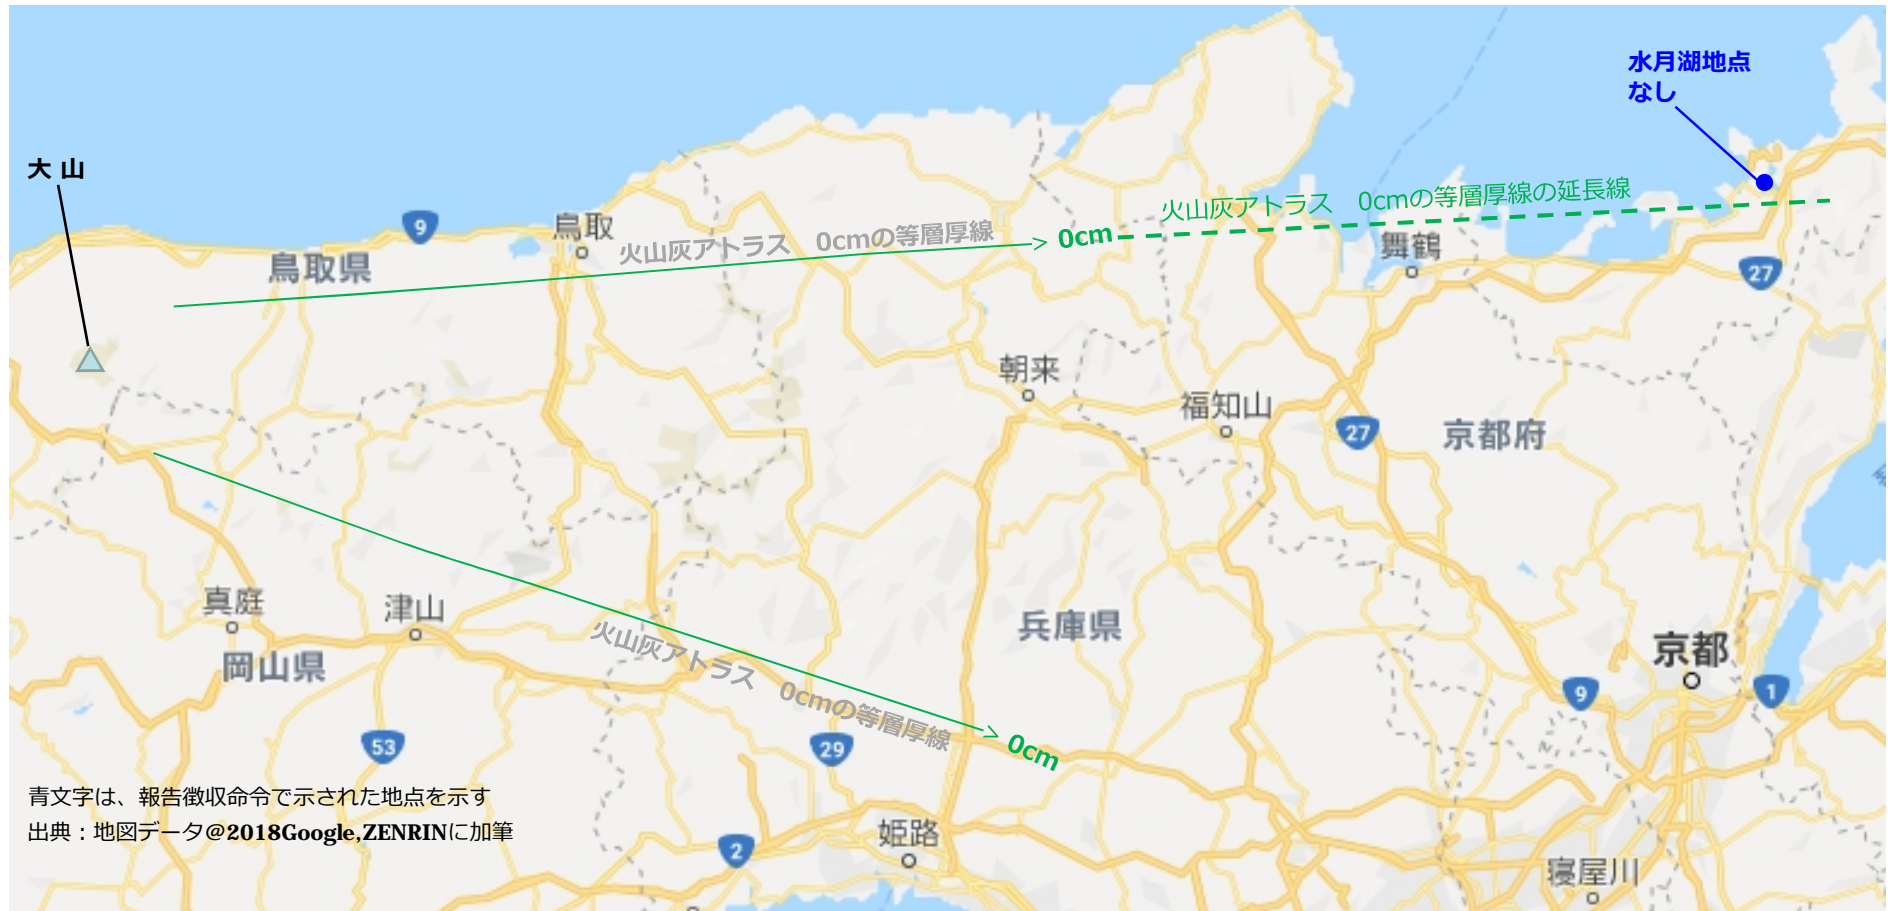 水月湖地点
なし
大 山
火山灰アトラス 0cmの等層厚線の延長線
9
鳥取
火山灰アトラス 0cmの等層厚線
0cm
舞鶴
鳥取県
27
朝来
福知山
27
京都府
真庭
津山
兵庫県
火山灰アトラス 0cmの等層厚線
京都
岡山県
9
1
0cm
53
29
青文字は、報告徴収命令で示された地点を示す
出典：地図データ@2018Google,ZENRINに加筆
姫路
2
寝屋川